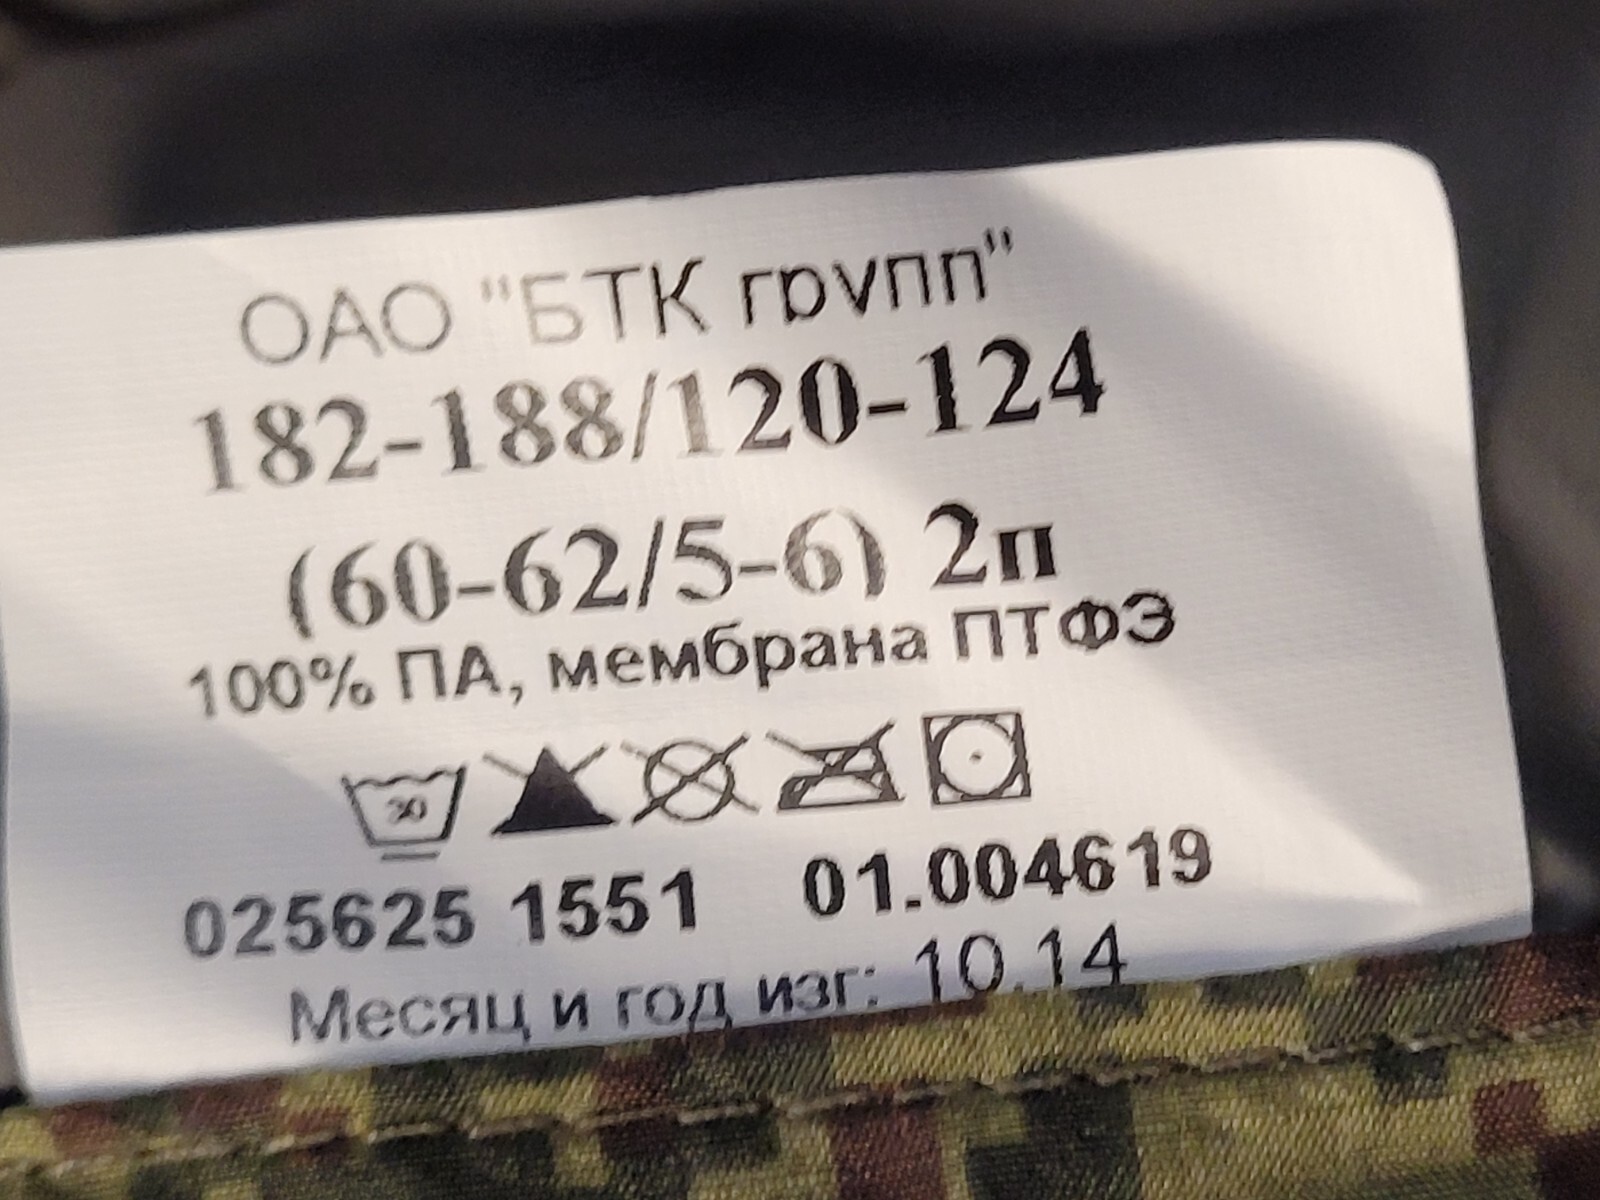 ОАО "БТК групп"
182-188/120-124
(60-62/5-6) 2п
100% ПА, мембрана ПТФЭ
30
025625 1551 01.004619
Месяц и год изг: 10.14